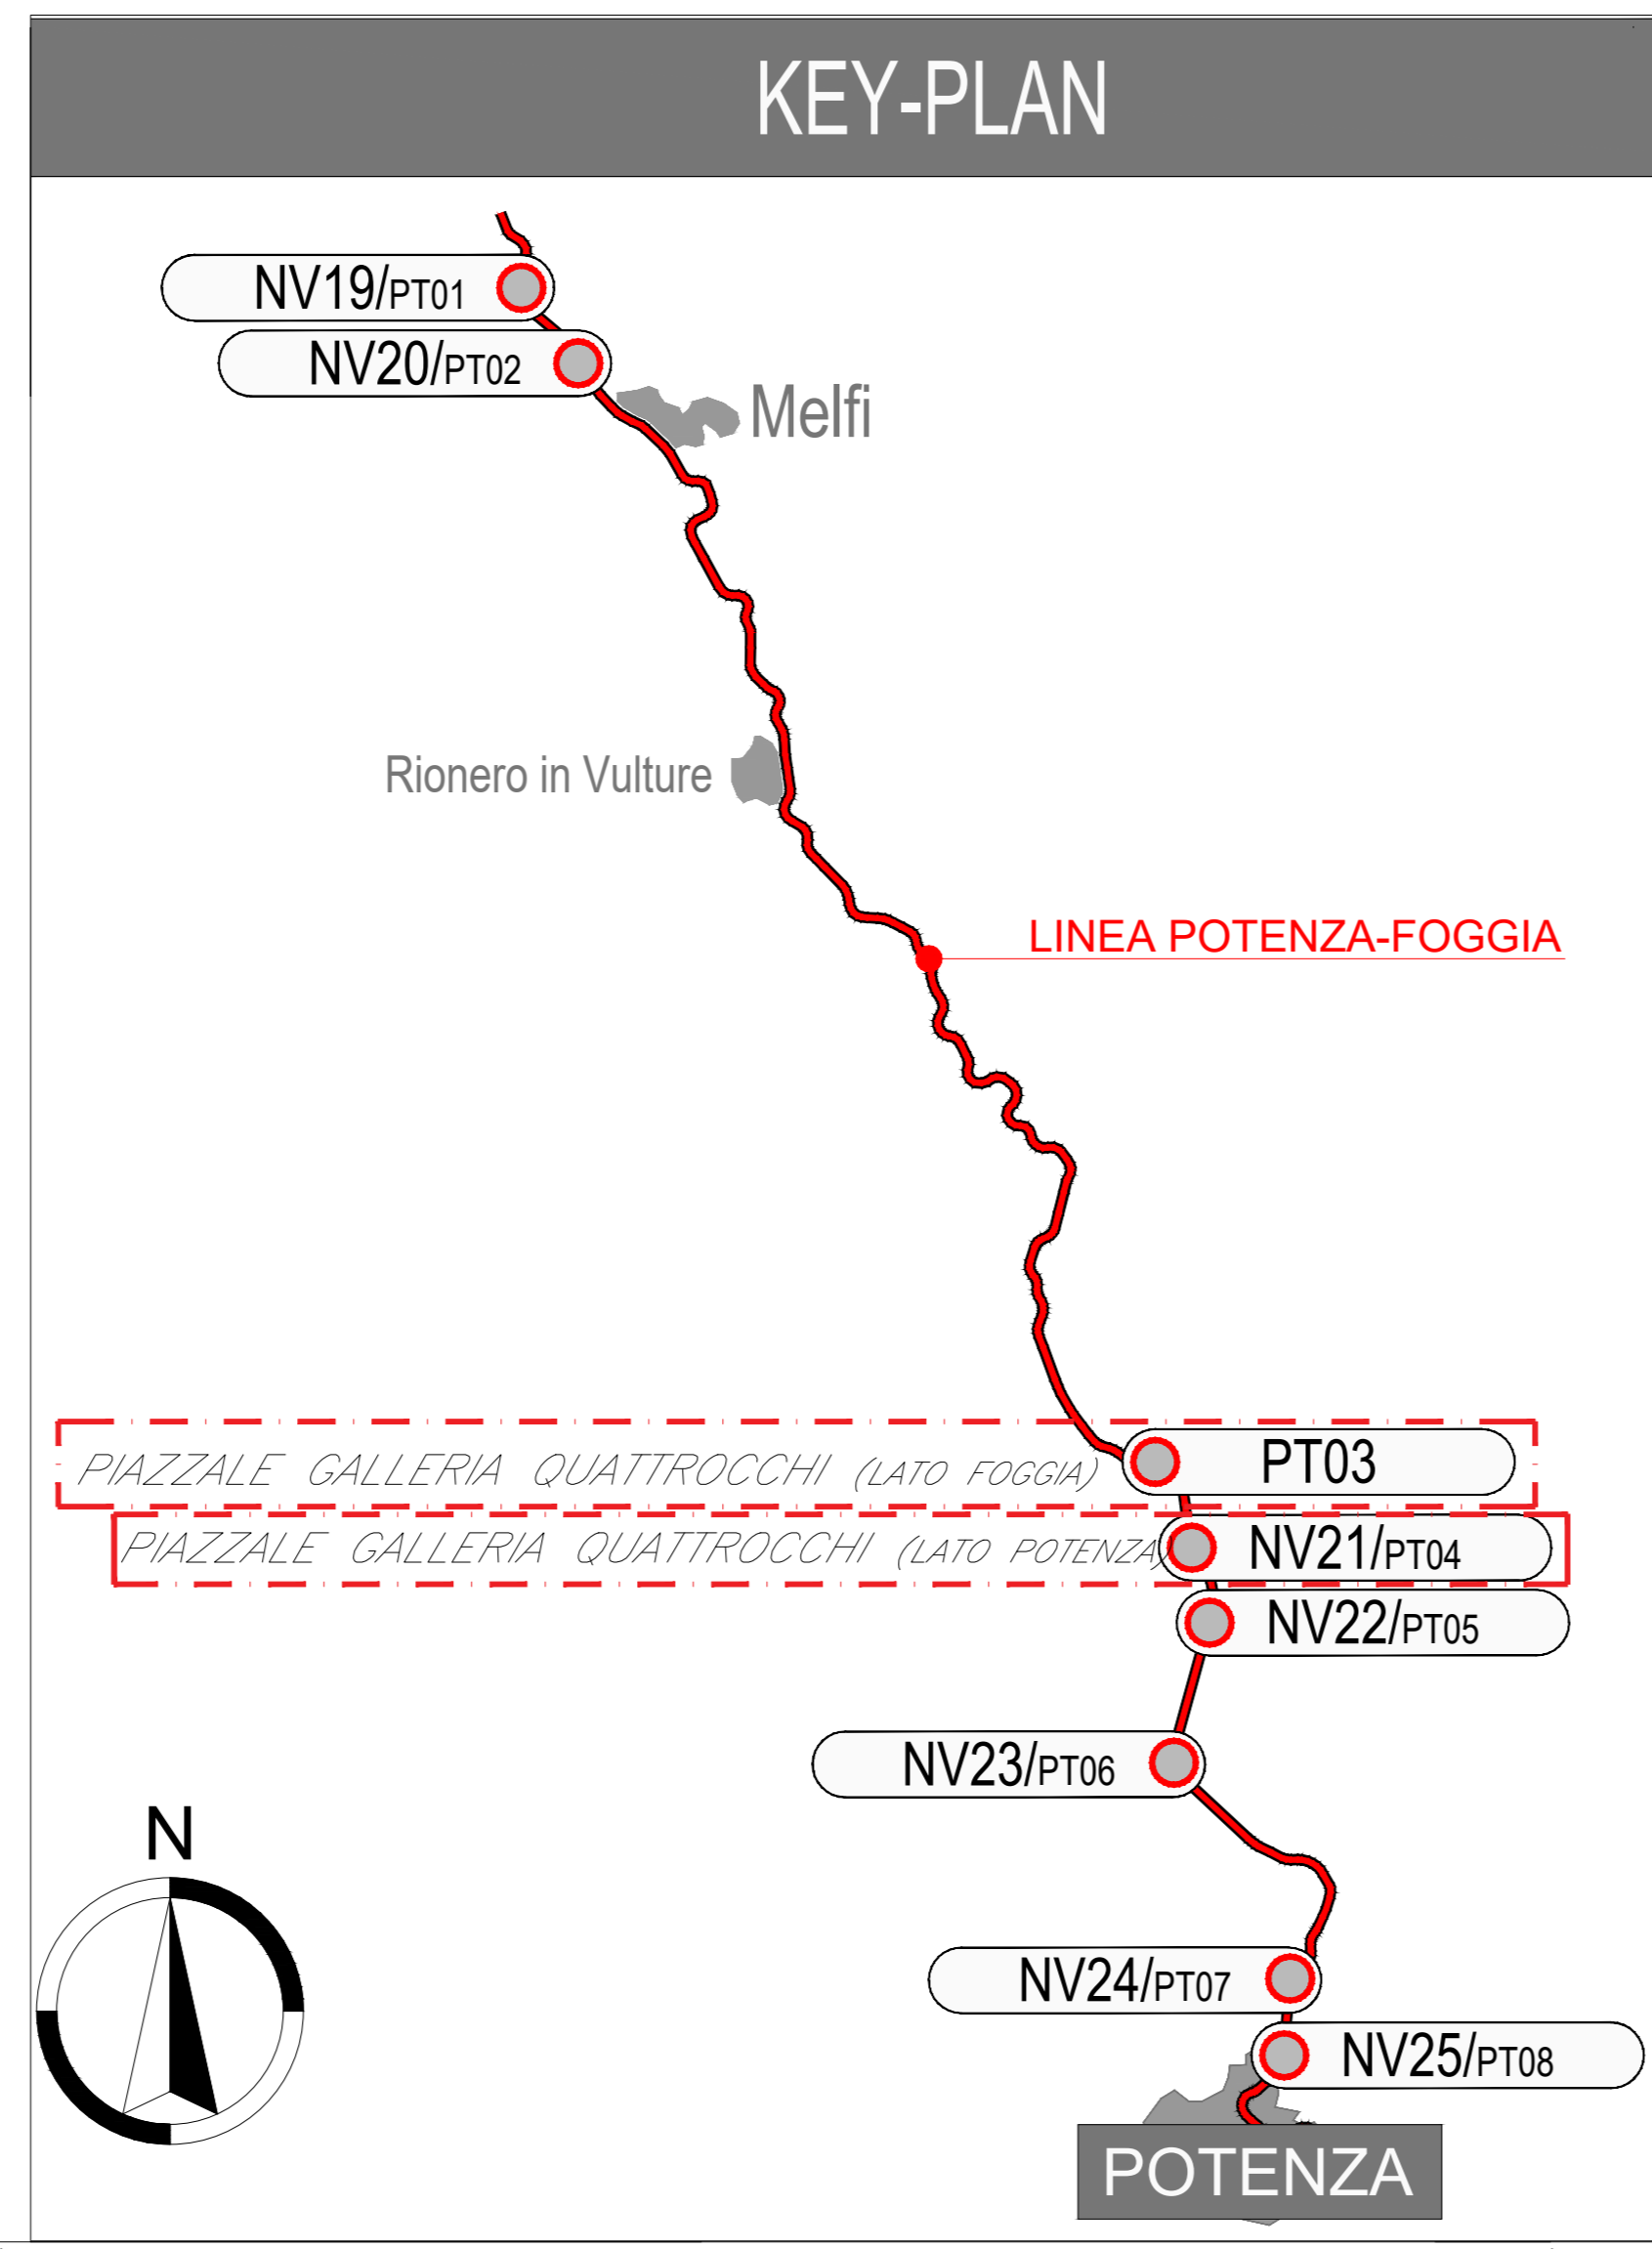 KEY-PLAN
NV19/PT01
NV20/PT02
Melfi
Rionero in Vulture
LINEA POTENZA-FOGGIA
PIAZZALE GALLERIA QUATTROCCHI (LATO FOGGIA)
PT03
PIAZZALE GALLERIA QUATTROCCHI (LATO POTENZA)
NV21/PT04
NV22/PT05
NV23/PT06
N
NV24/PT07
NV25/PT08
POTENZA